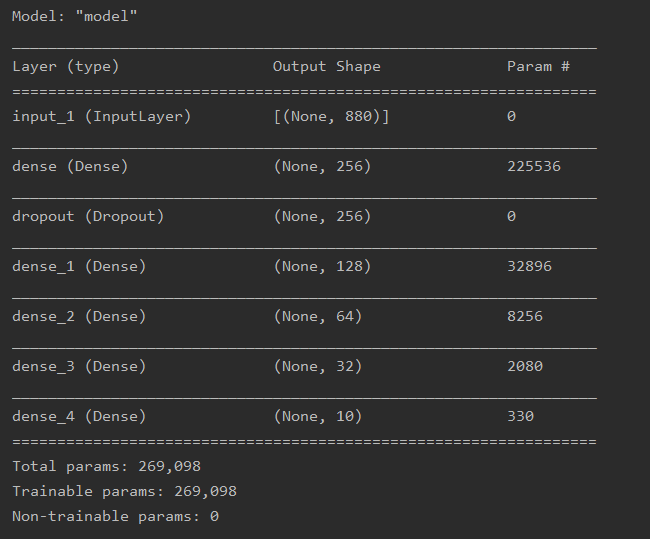 Model: "model"
_________________________________________________________________
Layer (type)                 Output Shape              Param #
=================================================================
input_1 (InputLayer)         [(None, 880)]             0
_________________________________________________________________
dense (Dense)                (None, 256)               225536
_________________________________________________________________
dropout (Dropout)            (None, 256)               0
_________________________________________________________________
dense_1 (Dense)              (None, 128)               32896
_________________________________________________________________
dense_2 (Dense)              (None, 64)                8256
_________________________________________________________________
dense_3 (Dense)              (None, 32)                2080
_________________________________________________________________
dense_4 (Dense)              (None, 10)                330
=================================================================
Total params: 269,098
Trainable params: 269,098
Non-trainable params: 0